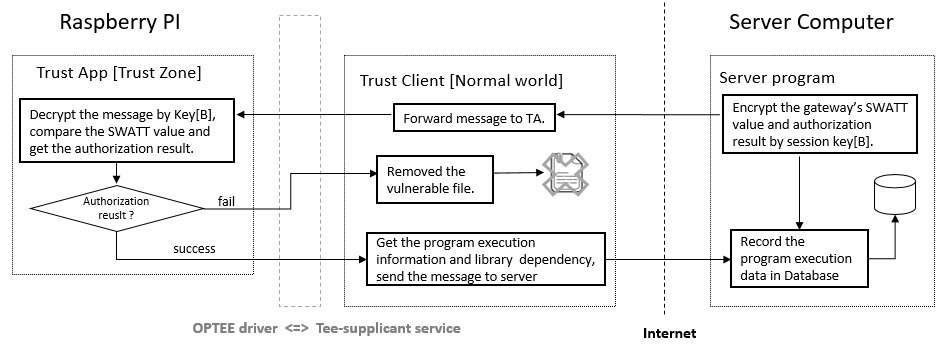 Raspberry PI
Server Computer
Trust App [Trust Zone]
Trust Client [Normal world]
Server program
Decrypt the message by Key[B],
compare the SWATT value and
get the authorization result.
Forward message to TA.
Encrypt the gateway's SWATT
value and authorization
result by session key[B].
Removed the
vulnerable file.
Authorization
reuslt ?
fail
success
Get the program execution
information and library dependency,
send the message to server
Record the
program execution
data in Database
OPTEE driver <=> Tee-supplicant service
Internet